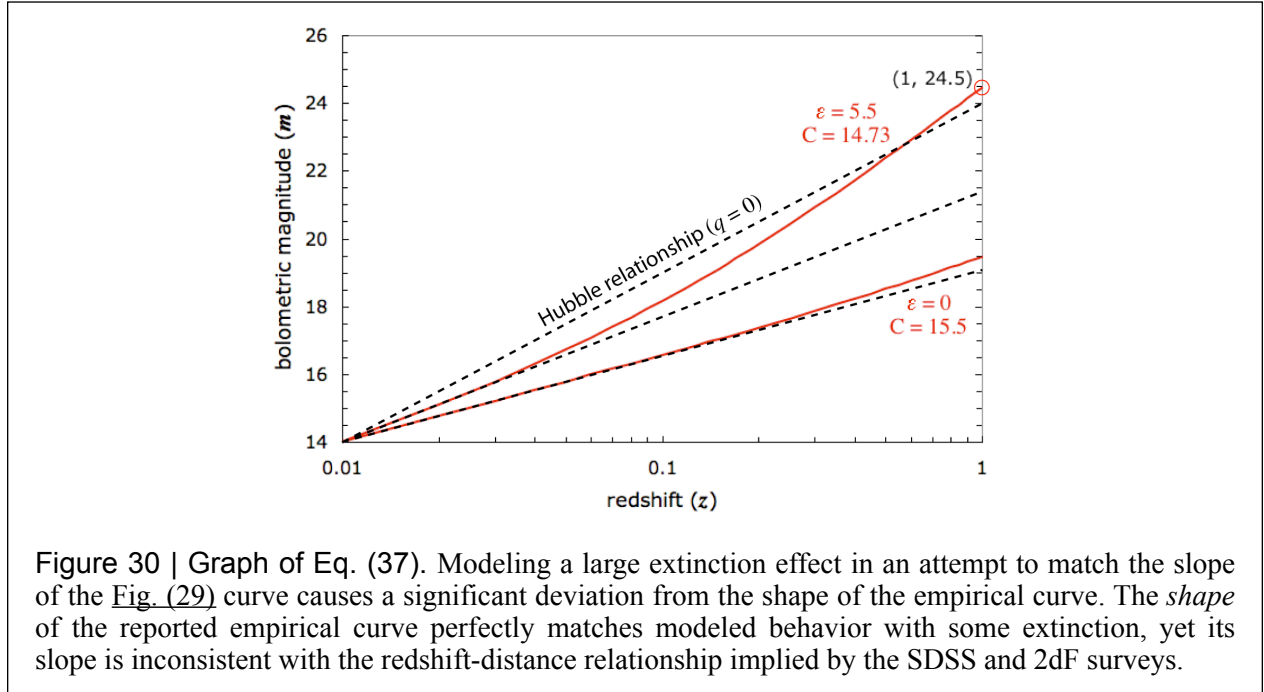 26
24
22
20
18
16
14
bolometric magnitude (m)
(1, 24.5)
ε = 5.5
C = 14.73
Hubble relationship (q = 0)
ε = 0
C = 15.5
0.01
0.1
1
redshift (z)
Figure 30 | Graph of Eq. (37). Modeling a large extinction effect in an attempt to match the slope
of the Fig. (29) curve causes a significant deviation from the shape of the empirical curve. The shape
of the reported empirical curve perfectly matches modeled behavior with some extinction, yet its
slope is inconsistent with the redshift-distance relationship implied by the SDSS and 2dF surveys.